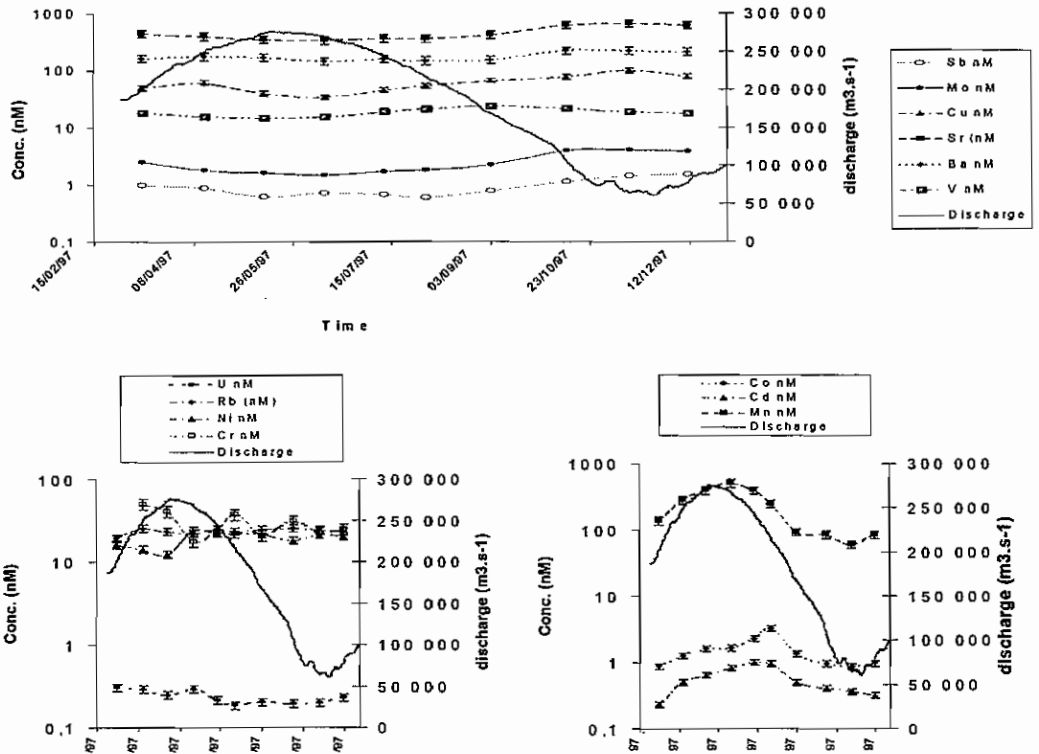 1000
100
10
1
0,1
Conc. (nM)
300 000
250 000
200 000
150 000
100 000
50 000
0
discharge (m3.s-1)
15/02/97
06/04/97
26/05/97
15/07/97
03/09/97
23/10/97
12/12/97
Time
Sb nM
Mo nM
Cu nM
Sr (nM
Ba nM
V nM
Discharge
U nM
Rb (nM)
Ni nM
Cr nM
Discharge
100
10
1
0,1
Conc. (nM)
300 000
250 000
200 000
150 000
100 000
50 000
0
discharge (m3.s-1)
Co nM
Cd nM
Mn nM
Discharge
1000
100
10
1
0,1
Conc. (nM)
300 000
250 000
200 000
150 000
100 000
50 000
0
discharge (m3.s-1)